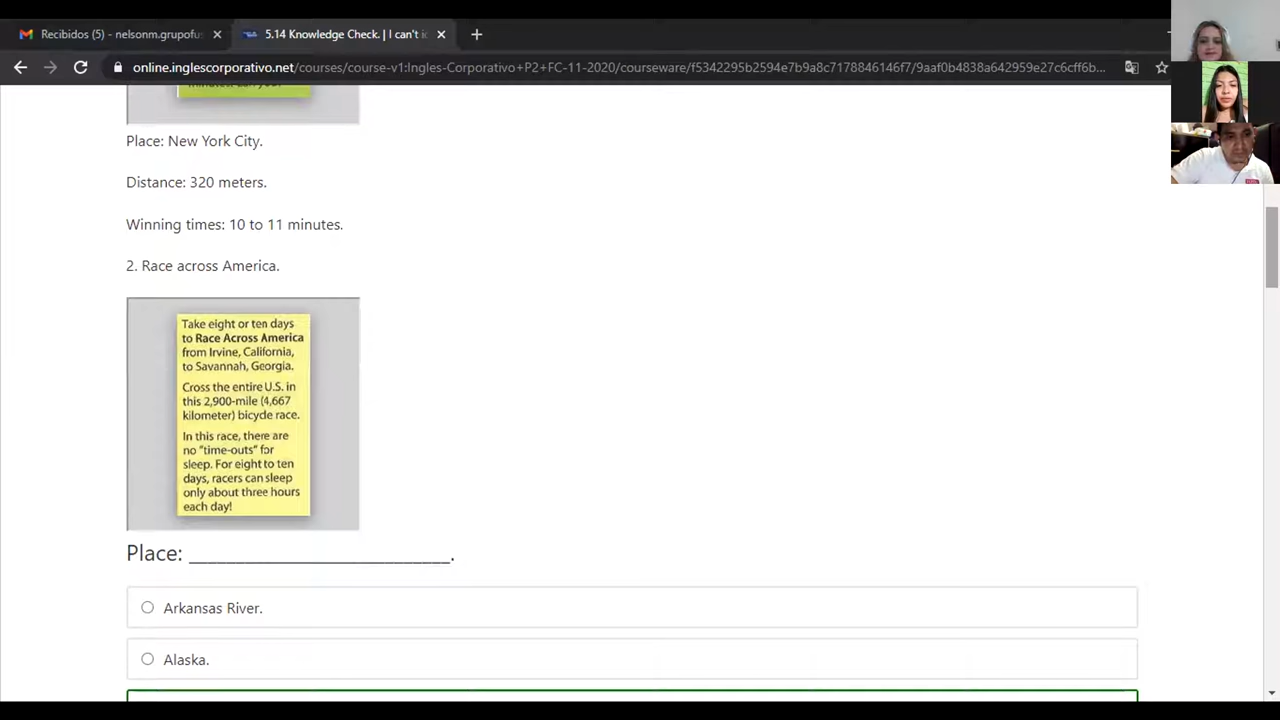 Recibidos (5) - nelsonm.grupofu
5.14 Knowledge Check. | I can't i
online.inglescorporativo.net/courses/course-v1:Ingles-Corporativo+P2+FC-11-2020/courseware/f5342295b2594e7b9a8c7178846146f7/9aaf0b4838a642959e27c6cff6b...
Place: New York City.
Distance: 320 meters.
Winning times: 10 to 11 minutes.
2. Race across America.
Take eight or ten days
to Race Across America
from Irvine, California,
to Savannah, Georgia.
Cross the entire U.S. in
this 2,900-mile (4,667
kilometer) bicycle race.
In this race, there are
no "time-outs" for
sleep. For eight to ten
days, racers can sleep
only about three hours
each day!
Place: ____________________________.
Arkansas River.
Alaska.